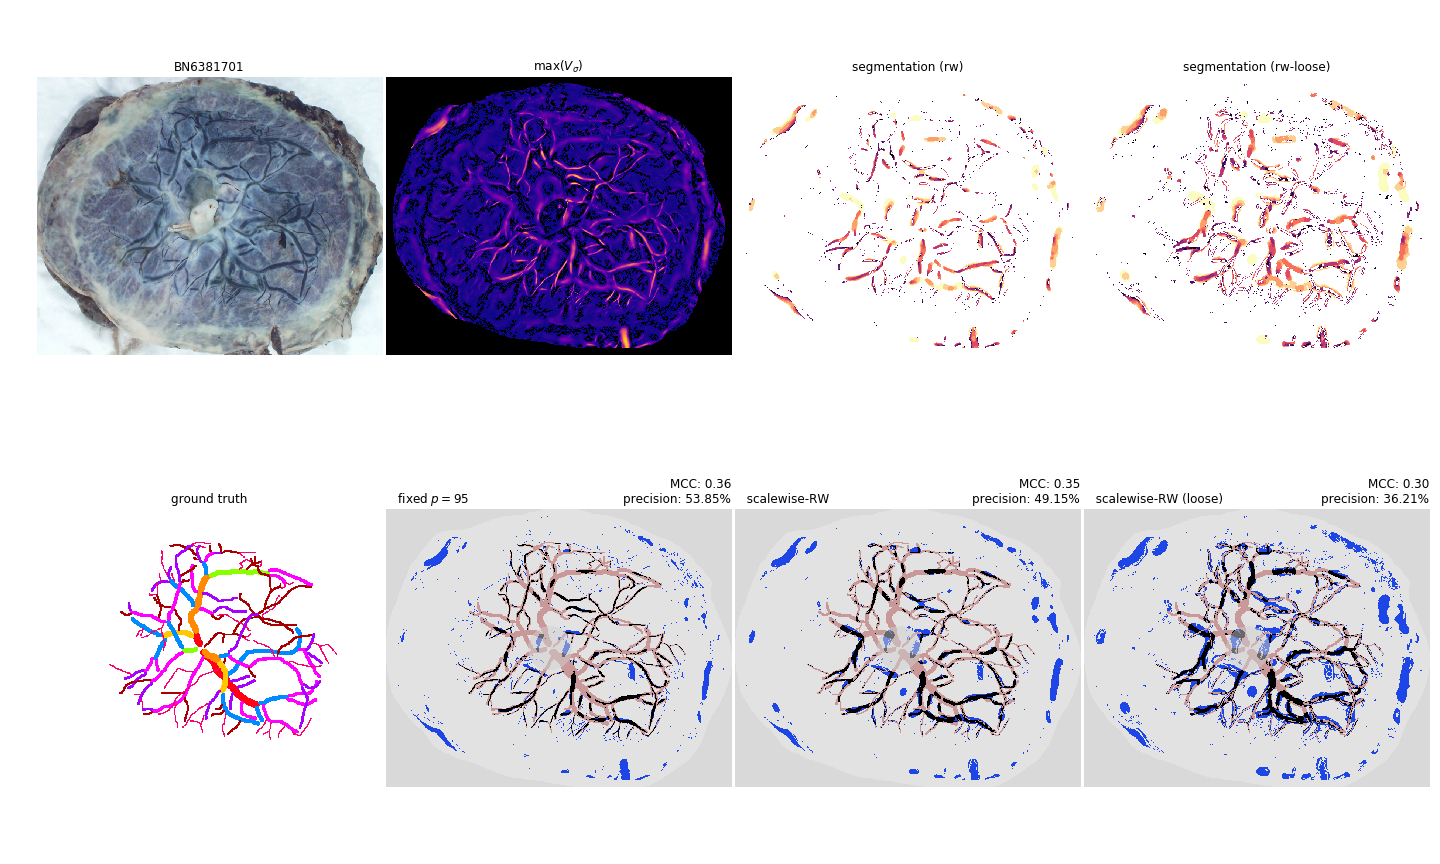 BN6381701
max(Vσ)
segmentation (rw)
segmentation (rw-loose)
ground truth
fixed p = 95
MCC: 0.36
precision: 53.85%
scalewise-RW
MCC: 0.35
precision: 49.15%
scalewise-RW (loose)
MCC: 0.30
precision: 36.21%